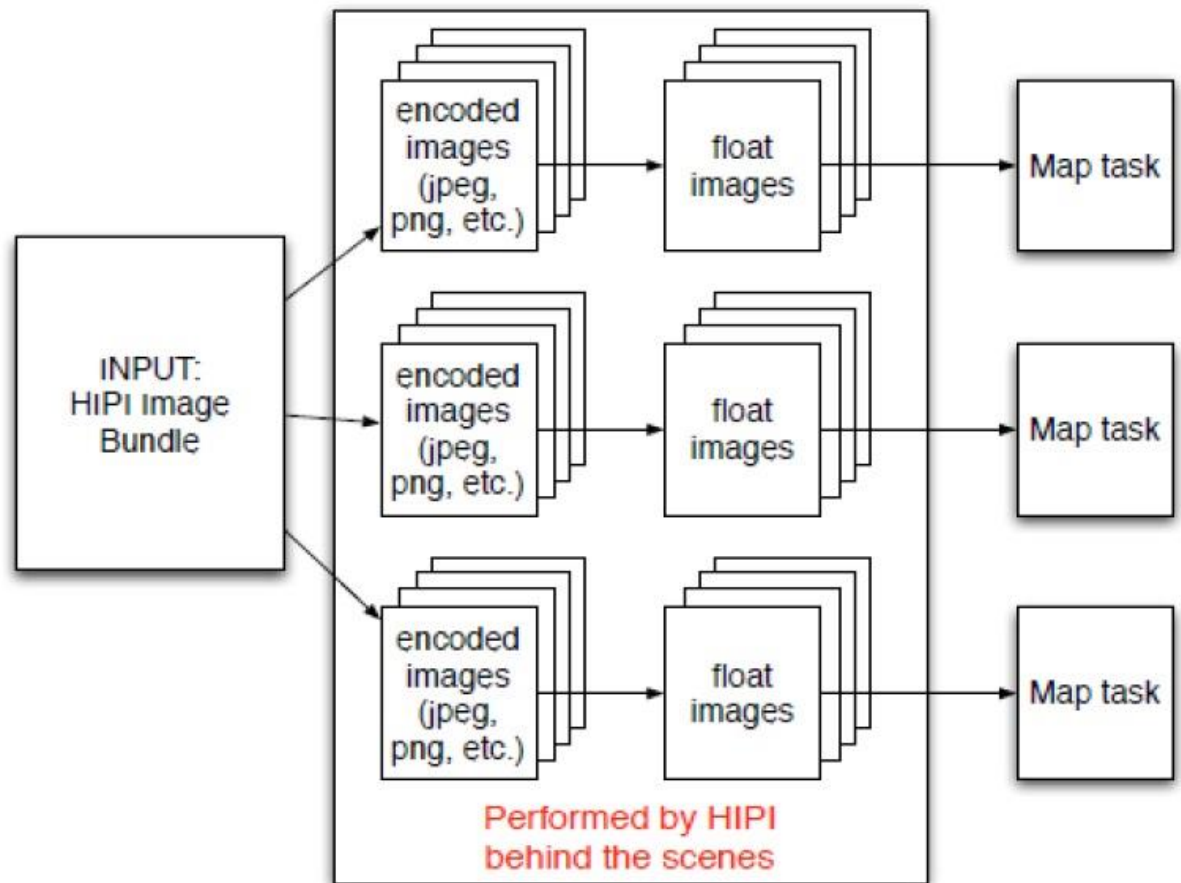 INPUT:
HIPI Image
Bundle
encoded
images
(jpeg,
png, etc.)
float
images
Map task
encoded
images
(jpeg,
png, etc.)
float
images
Map task
encoded
images
(jpeg,
png, etc.)
float
images
Map task
Performed by HIPI
behind the scenes